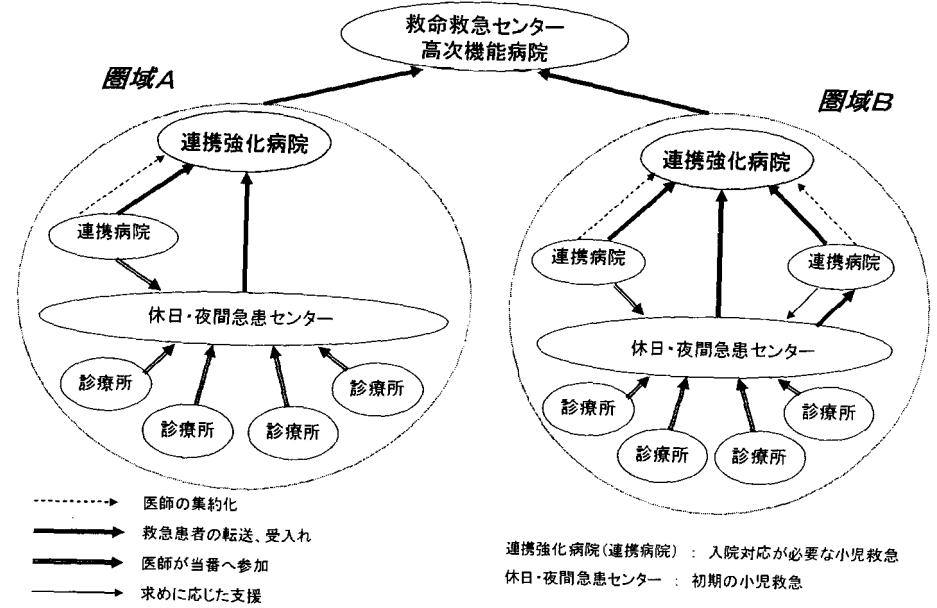 救命救急センター
高次機能病院
圏域A
連携強化病院
連携病院
休日・夜間急患センター
診療所
診療所
診療所
診療所
圏域B
連携強化病院
連携病院
連携病院
休日・夜間急患センター
診療所
診療所
診療所
診療所
医師の集約化
救急患者の転送、受入れ
医師が当番へ参加
求めに応じた支援
連携強化病院(連携病院) : 入院対応が必要な小児救急
休日・夜間急患センター : 初期の小児救急